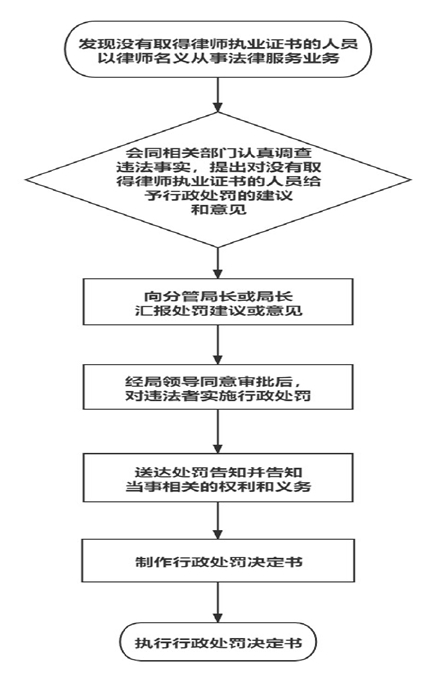 发现没有取得律师执业证书的人员
以律师名义从事法律服务业务
会同相关部门认真调查
违法事实，提出对没有取
得律师执业证书的人员给
予行政处罚的建议
和意见
向分管局长或局长
汇报处罚建议或意见
经局领导同意审批后，
对违法者实施行政处罚
送达处罚告知并告知
当事相关的权利和义务
制作行政处罚决定书
执行行政处罚决定书